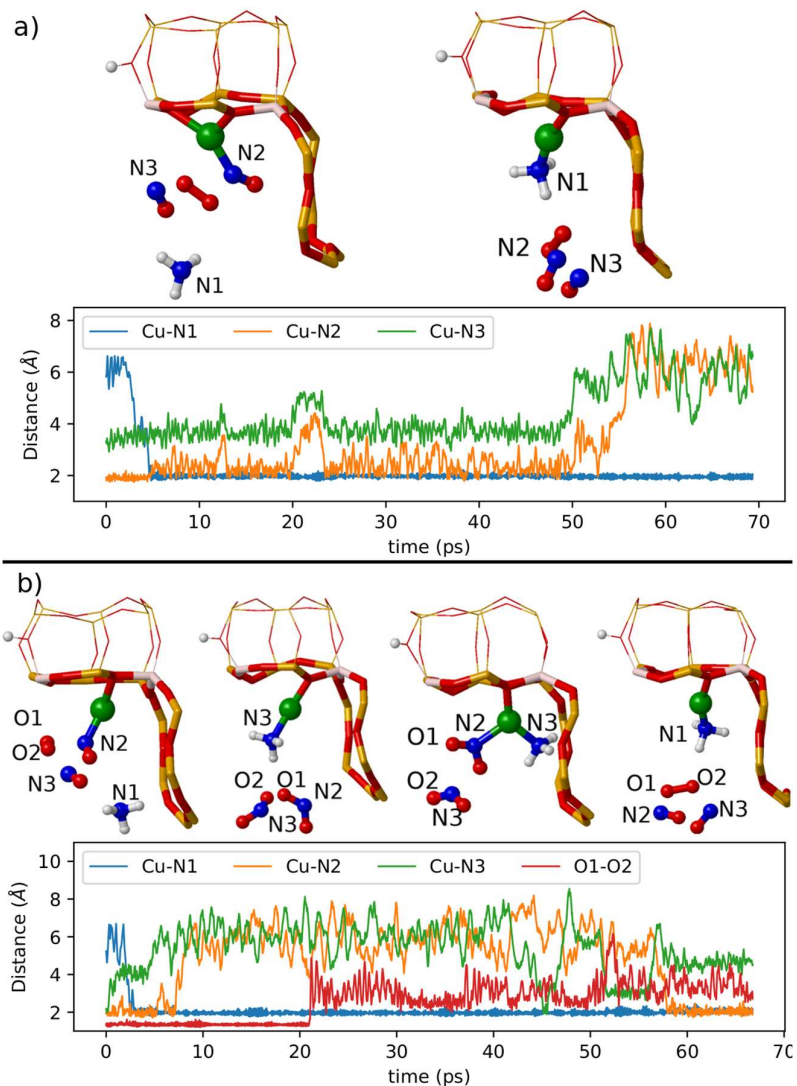 a)
N2
N3
N1
N1
N2
N3
Cu-N1 Cu-N2 Cu-N3
Distance (Å)
8
6
4
2
0 10 20 30 40 50 60 70
time (ps)
b)
O1
O2
N2
N3
N1
N3
O2 O1
N2
N3
N2 N3
O1
O2
N3
N1
O1 O2
N2 N3
Cu-N1 Cu-N2 Cu-N3 O1-O2
Distance (Å)
10
8
6
4
2
0 10 20 30 40 50 60 70
time (ps)